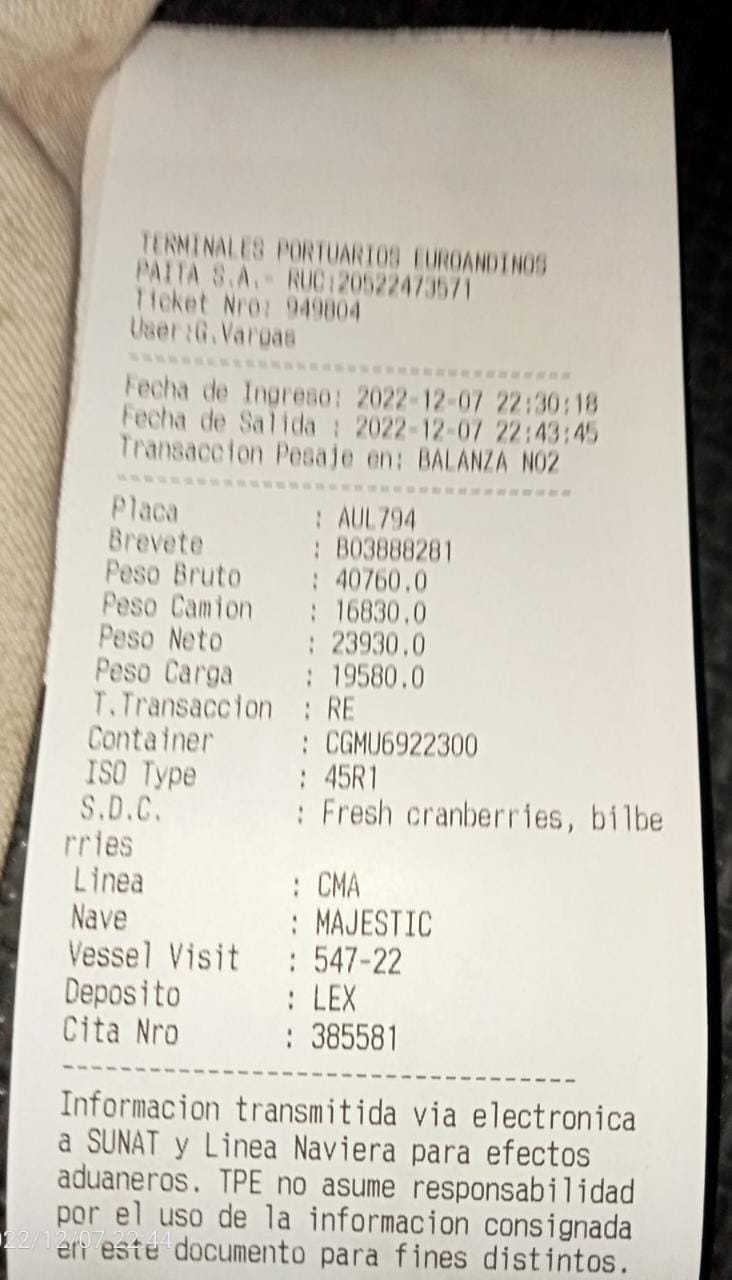 TERMINALES PORTUARIOS EUROANDINOS
PAITA S.A.- RUC:20522473571
Ticket Nro: 949804
User:G.Vargas
Fecha de Ingreso: 2022-12-07 22:30:18
Fecha de Salida : 2022-12-07 22:43:45
Transaccion Pesaje en: BALANZA NO2
Placa : AUL794
Brevete : B03888281
Peso Bruto : 40760.0
Peso Camion : 16830.0
Peso Neto : 23930.0
Peso Carga : 19580.0
T.Transaccion : RE
Container : CGMU6922300
ISO Type : 45R1
S.D.C. : Fresh cranberries, bilbe
rries
Linea : CMA
Nave : MAJESTIC
Vessel Visit : 547-22
Deposito : LEX
Cita Nro : 385581
Informacion transmitida via electronica
a SUNAT y Linea Naviera para efectos
aduaneros. TPE no asume responsabilidad
por el uso de la informacion consignada
en este documento para fines distintos.
022/12/07 22:44